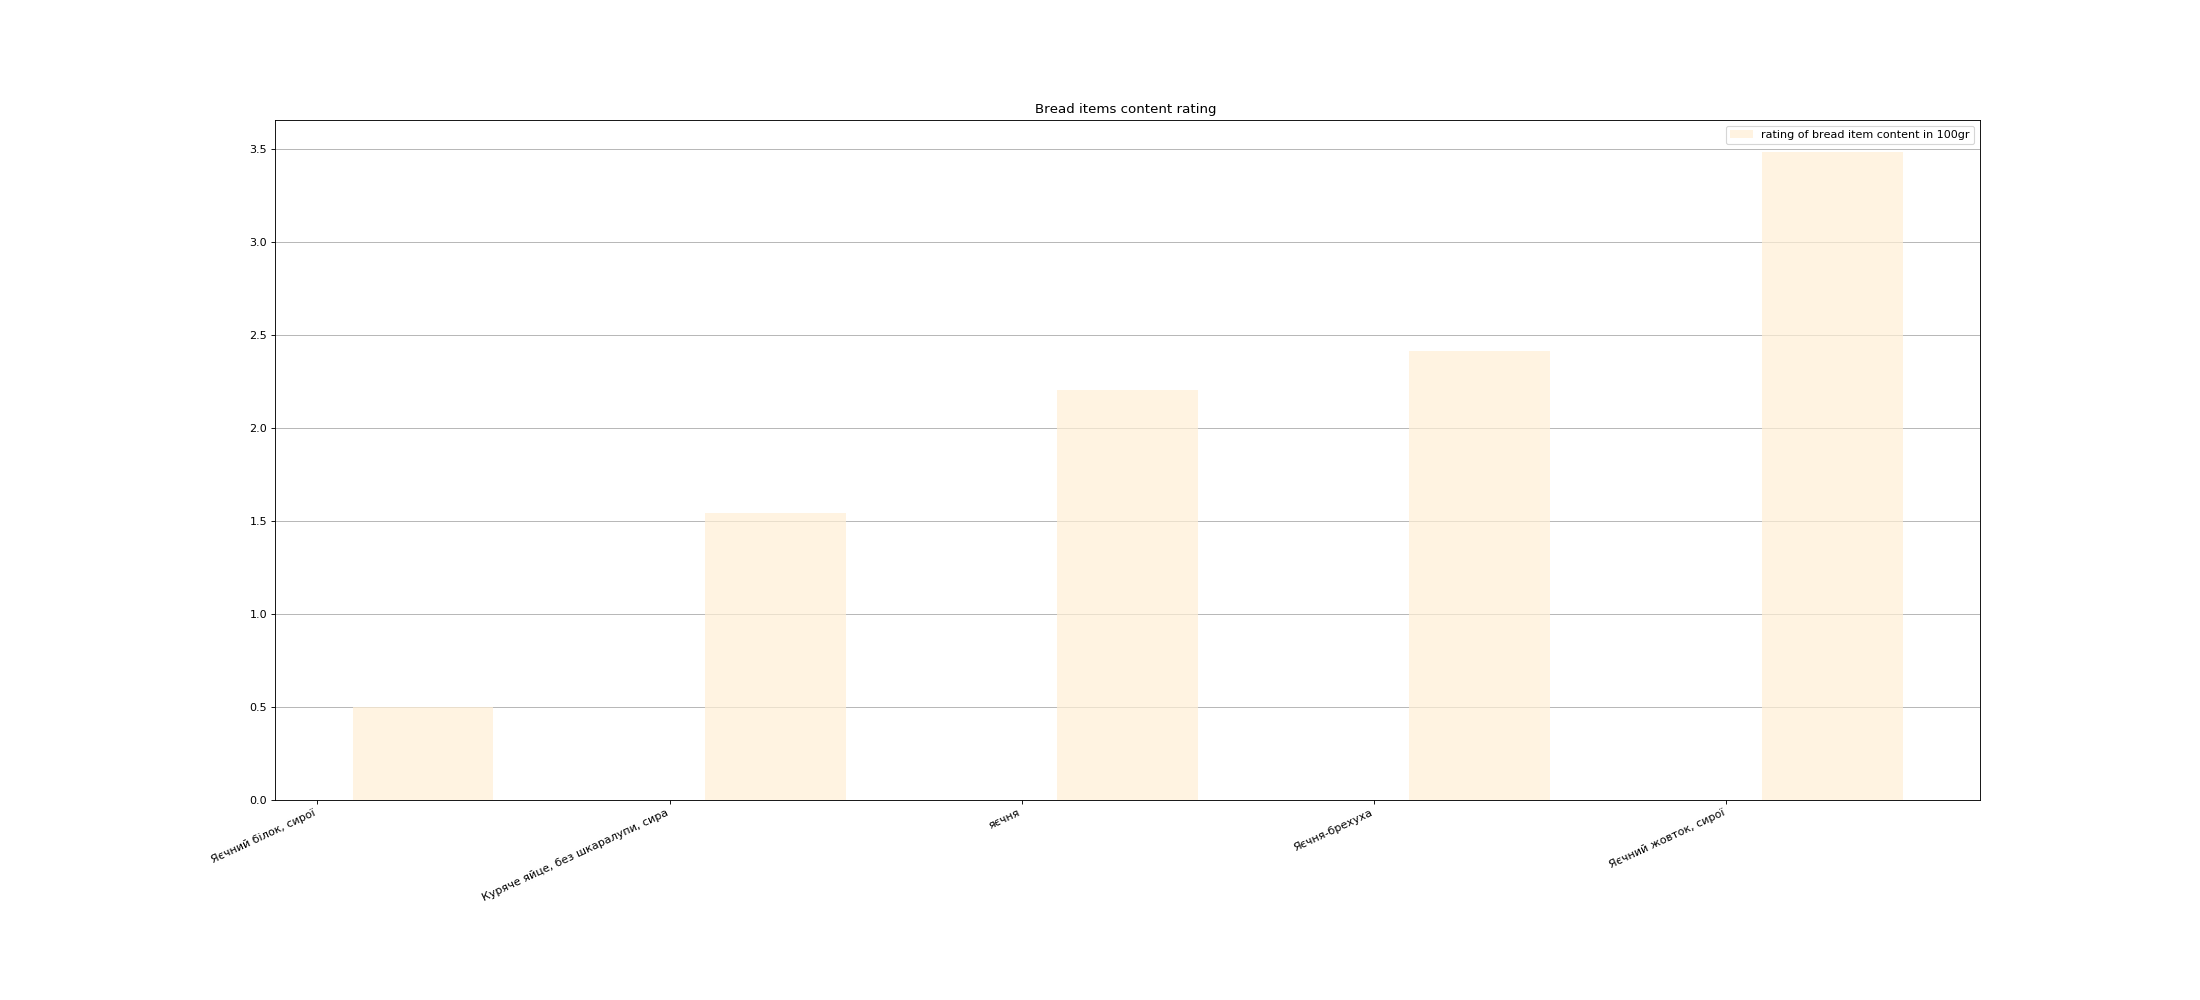 Bread items content rating
rating of bread item content in 100gr
3.5
3.0
2.5
2.0
1.5
1.0
0.5
0.0
Яєчний білок, сирої
Куряче яйце, без шкаралупи, сира
яєчня
Яєчня-брехуха
Яєчний жовток, сирої